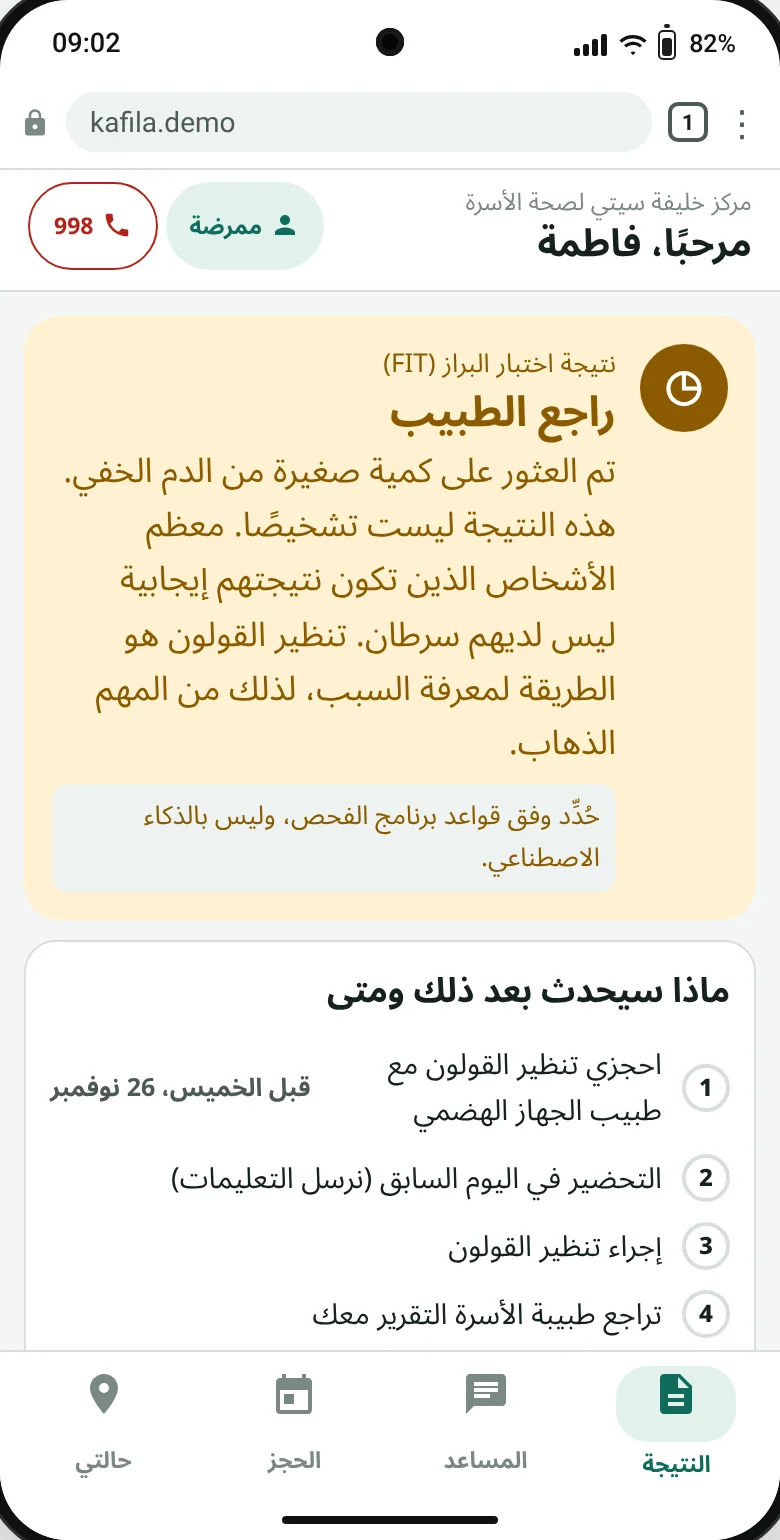 09:02
82%
kafila.demo
1
مركز خليفة سيتي لصحة الأسرة
مرحبًا، فاطمة
ممرضة
998
نتيجة اختبار البراز (FIT)
راجع الطبيب
تم العثور على كمية صغيرة من الدم الخفي.
هذه النتيجة ليست تشخيصًا. معظم
الأشخاص الذين تكون نتيجتهم إيجابية
ليس لديهم سرطان. تنظير القولون هو
الطريقة لمعرفة السبب، لذلك من المهم
الذهاب.
حُدِّد وفق قواعد برنامج الفحص، وليس بالذكاء
الاصطناعي.
ماذا سيحدث بعد ذلك ومتى
1
احجزي تنظير القولون مع
طبيب الجهاز الهضمي
قبل الخميس، 26 نوفمبر
2
التحضير في اليوم السابق (نرسل التعليمات)
3
إجراء تنظير القولون
4
تراجع طبيبة الأسرة التقرير معك
النتيجة
المساعد
الحجز
حالتي